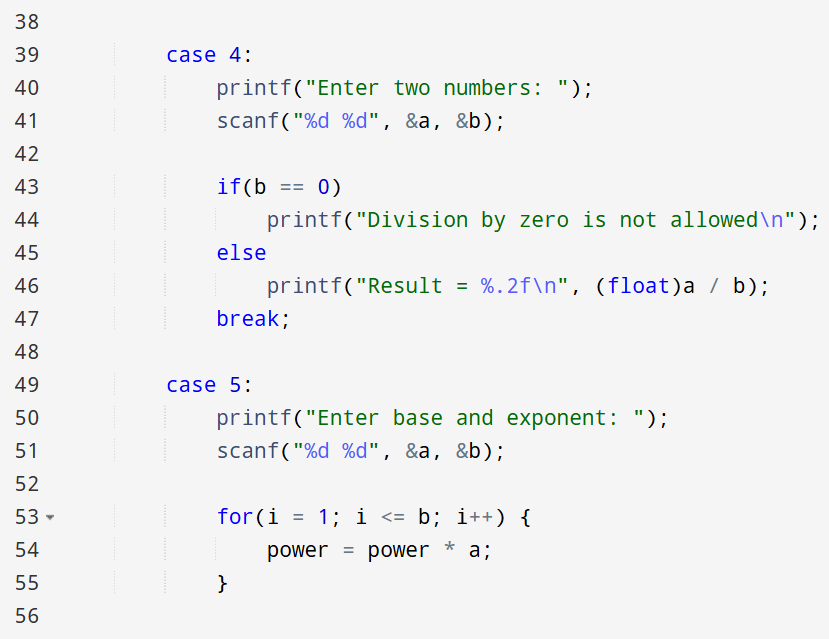 38
39 case 4:
40 printf("Enter two numbers: ");
41 scanf("%d %d", &a, &b);
42
43 if(b == 0)
44 printf("Division by zero is not allowed\n");
45 else
46 printf("Result = %.2f\n", (float)a / b);
47 break;
48
49 case 5:
50 printf("Enter base and exponent: ");
51 scanf("%d %d", &a, &b);
52
53 for(i = 1; i <= b; i++) {
54 power = power * a;
55 }
56